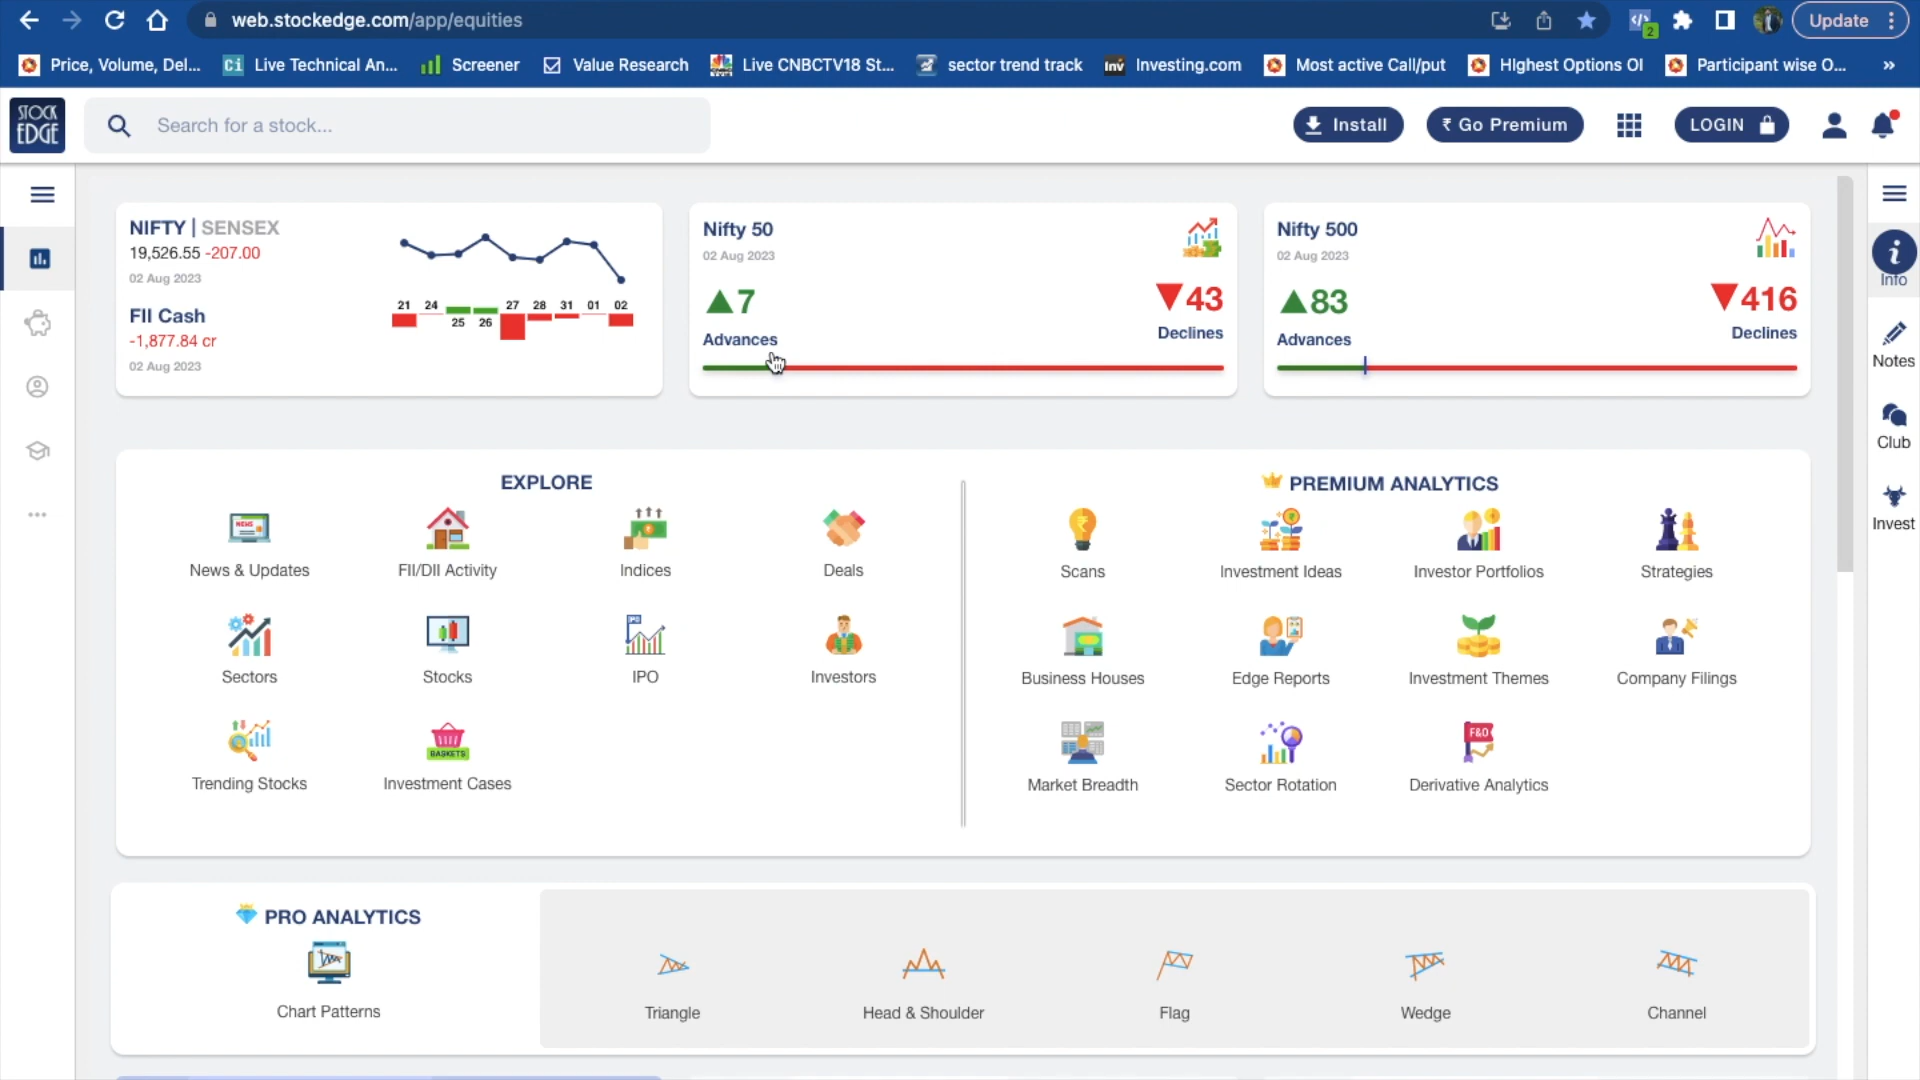 web.stockedge.com/app/equities
2
Update
Price, Volume, Del...
Ci Live Technical An...
Screener
Value Research
Live CNBCTV18 St...
sector trend track
Inv Investing.com
Most active Call/put
HIghest Options OI
Participant wise O...
»
STOCK EDGE
Search for a stock...
Install
₹ Go Premium
LOGIN
NIFTY | SENSEX
19,526.55 -207.00
02 Aug 2023
FII Cash
-1,877.84 cr
02 Aug 2023
21 24 25 26 27 28 31 01 02
Nifty 50
02 Aug 2023
7
Advances
43
Declines
Nifty 500
02 Aug 2023
83
Advances
416
Declines
Info
Notes
Club
Invest
EXPLORE
NEWS
News & Updates
FII/DII Activity
Indices
Deals
Sectors
Stocks
IPO
Investors
Trending Stocks
BASKETS
Investment Cases
PREMIUM ANALYTICS
Scans
Investment Ideas
Investor Portfolios
Strategies
Business Houses
Edge Reports
Investment Themes
Company Filings
Market Breadth
Sector Rotation
F&O
Derivative Analytics
PRO ANALYTICS
Chart Patterns
Triangle
Head & Shoulder
Flag
Wedge
Channel